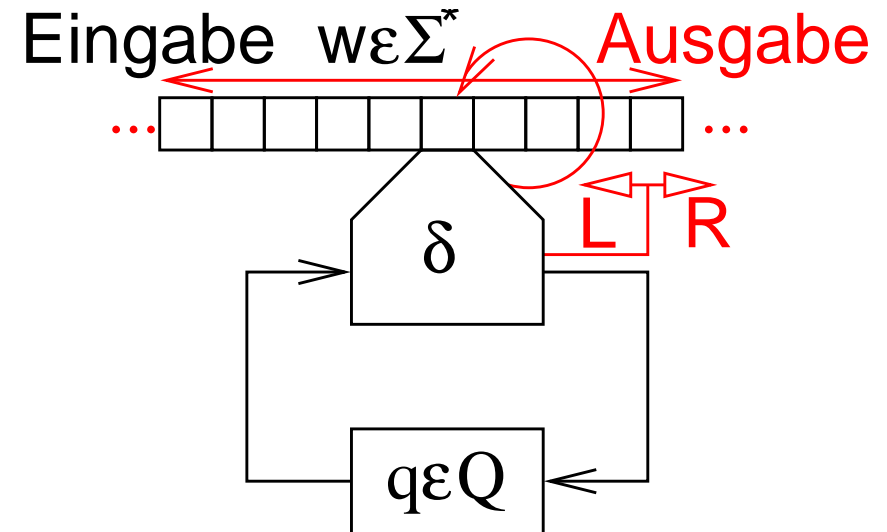 Eingabe wεΣ* Ausgabe
... ...
L R
δ
qεQ